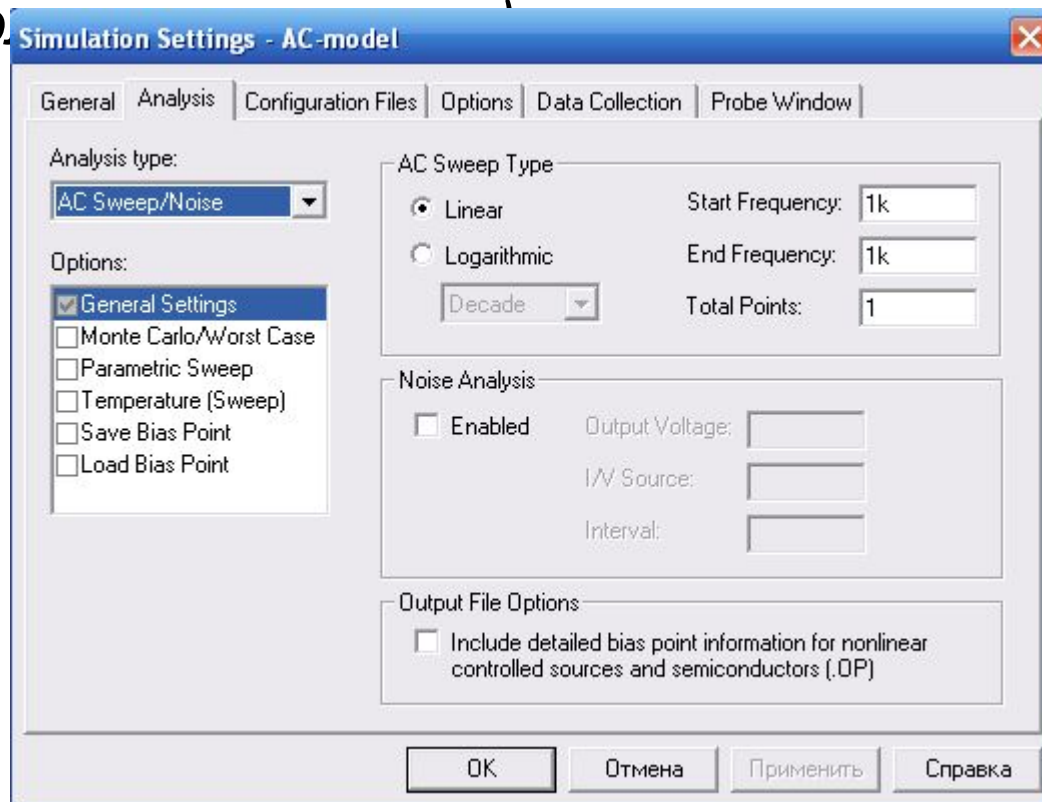 Simulation Settings - AC-model
General Analysis Configuration Files Options Data Collection Probe Window
Analysis type:
AC Sweep/Noise
Options:
General Settings
Monte Carlo/Worst Case
Parametric Sweep
Temperature (Sweep)
Save Bias Point
Load Bias Point
AC Sweep Type
Linear
Logarithmic
Decade
Start Frequency: 1k
End Frequency: 1k
Total Points: 1
Noise Analysis
Enabled
Output Voltage:
I/V Source:
Interval:
Output File Options
Include detailed bias point information for nonlinear
controlled sources and semiconductors (.OP)
OK Отмена Применить Справка